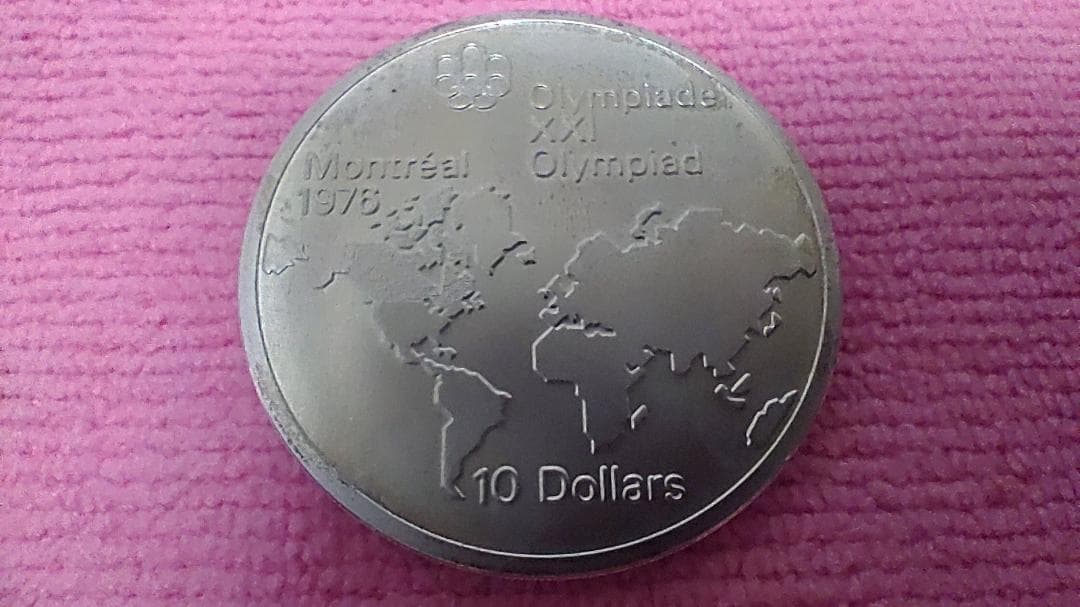 Olympiade
XXI
Olympiad
Montréal
1976
10 Dollars